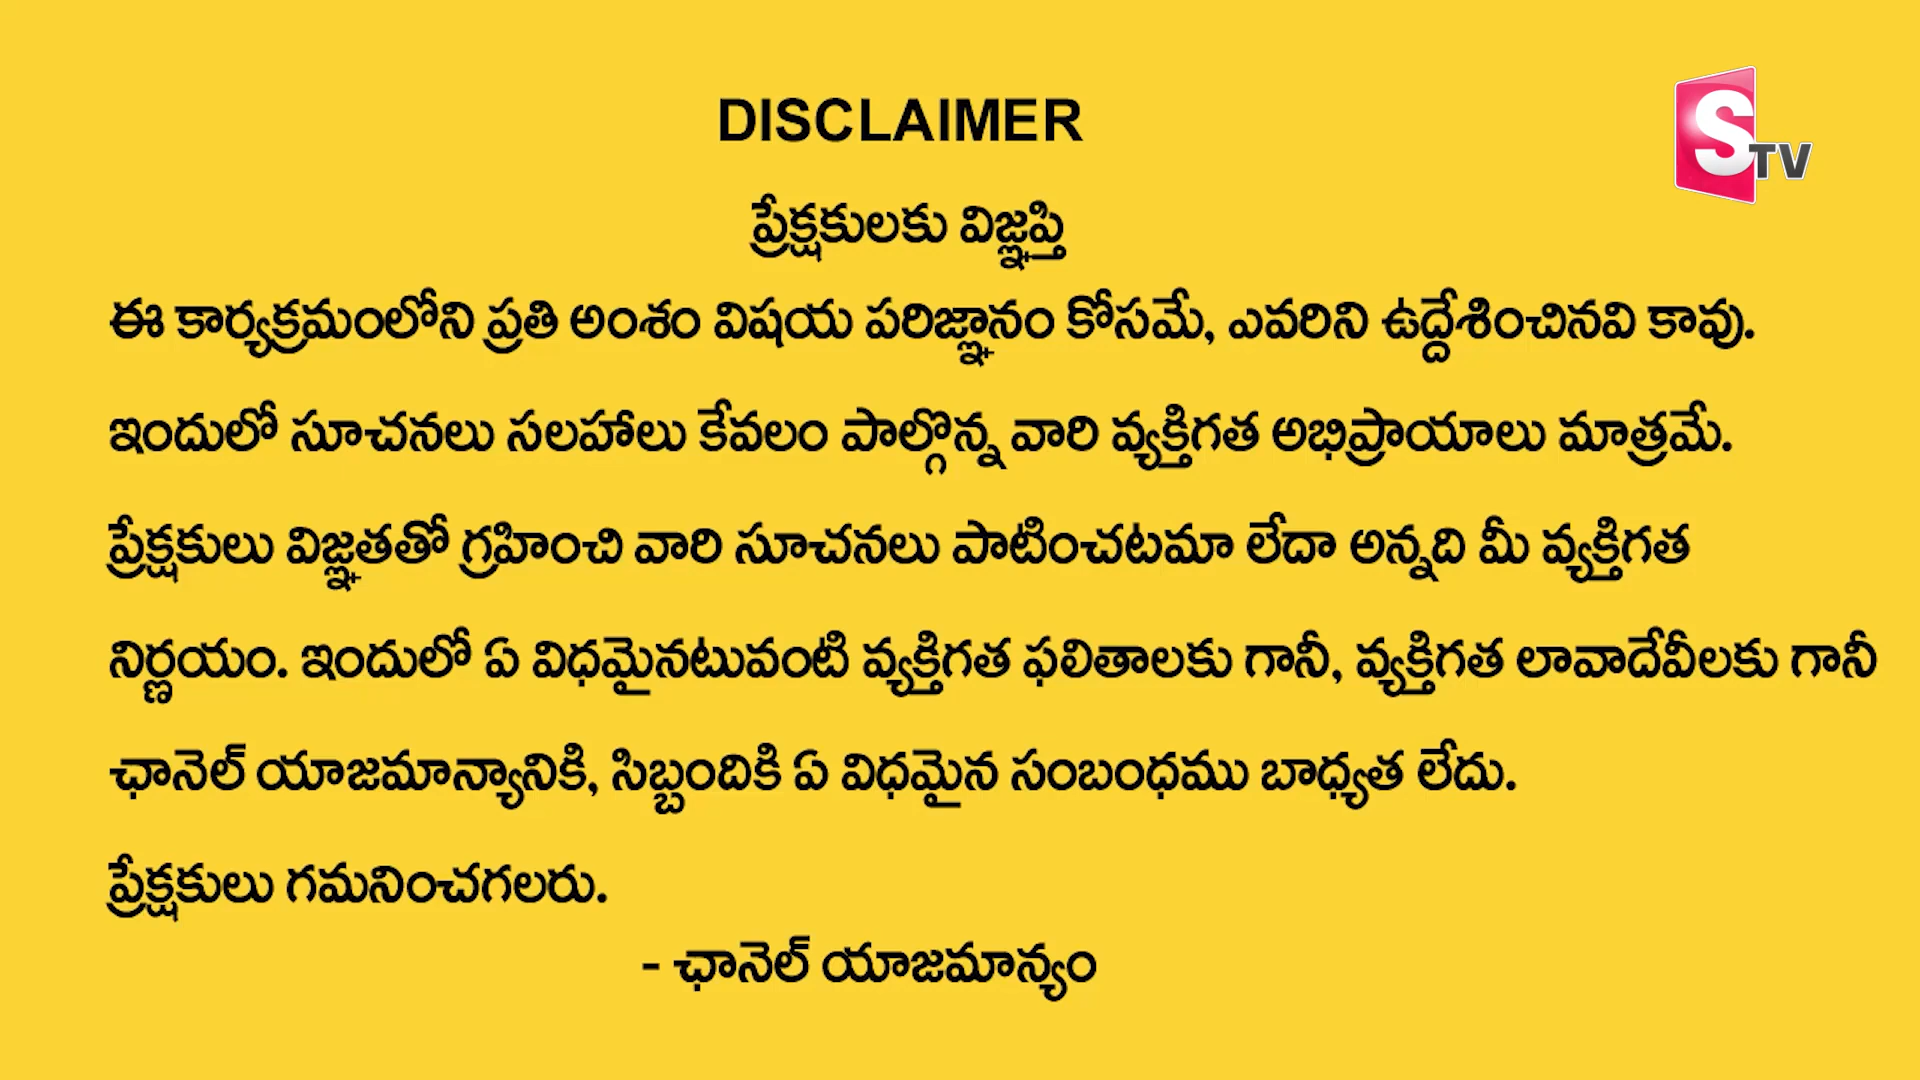 DISCLAIMER
STV
ప్రేక్షకులకు విజ్ఞప్తి
ఈ కార్యక్రమంలోని ప్రతి అంశం విషయ పరిజ్ఞానం కోసమే, ఎవరిని ఉద్దేశించినవి కావు.
ఇందులో సూచనలు సలహాలు కేవలం పాల్గొన్న వారి వ్యక్తిగత అభిప్రాయాలు మాత్రమే.
ప్రేక్షకులు విజ్ఞతతో గ్రహించి వారి సూచనలు పాటించటమా లేదా అన్నది మీ వ్యక్తిగత
నిర్ణయం. ఇందులో ఏ విధమైనటువంటి వ్యక్తిగత ఫలితాలకు గానీ, వ్యక్తిగత లావాదేవీలకు గానీ
ఛానెల్ యాజమాన్యానికి, సిబ్బందికి ఏ విధమైన సంబంధము బాధ్యత లేదు.
ప్రేక్షకులు గమనించగలరు.
- ఛానెల్ యాజమాన్యం